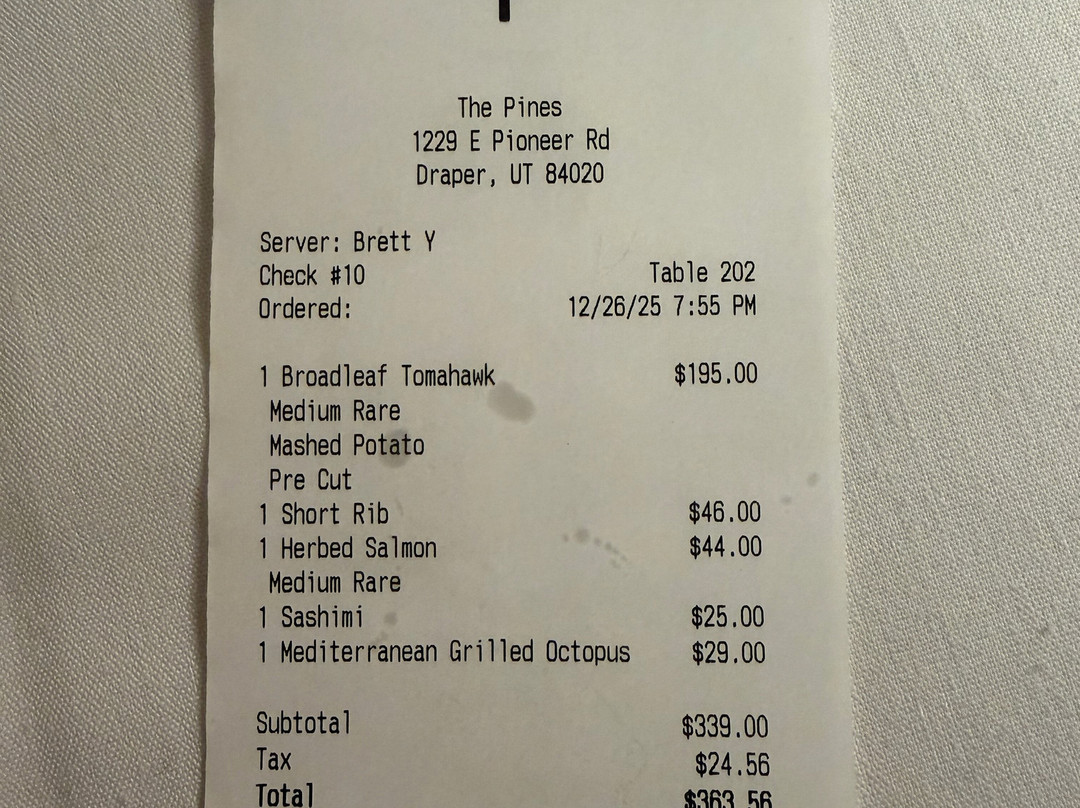 The Pines
1229 E Pioneer Rd
Draper, UT 84020
Server: Brett Y
Check #10 Table 202
Ordered: 12/26/25 7:55 PM
1 Broadleaf Tomahawk $195.00
Medium Rare
Mashed Potato
Pre Cut
1 Short Rib $46.00
1 Herbed Salmon $44.00
Medium Rare
1 Sashimi $25.00
1 Mediterranean Grilled Octopus $29.00
Subtotal $339.00
Tax $24.56
Total $363.56